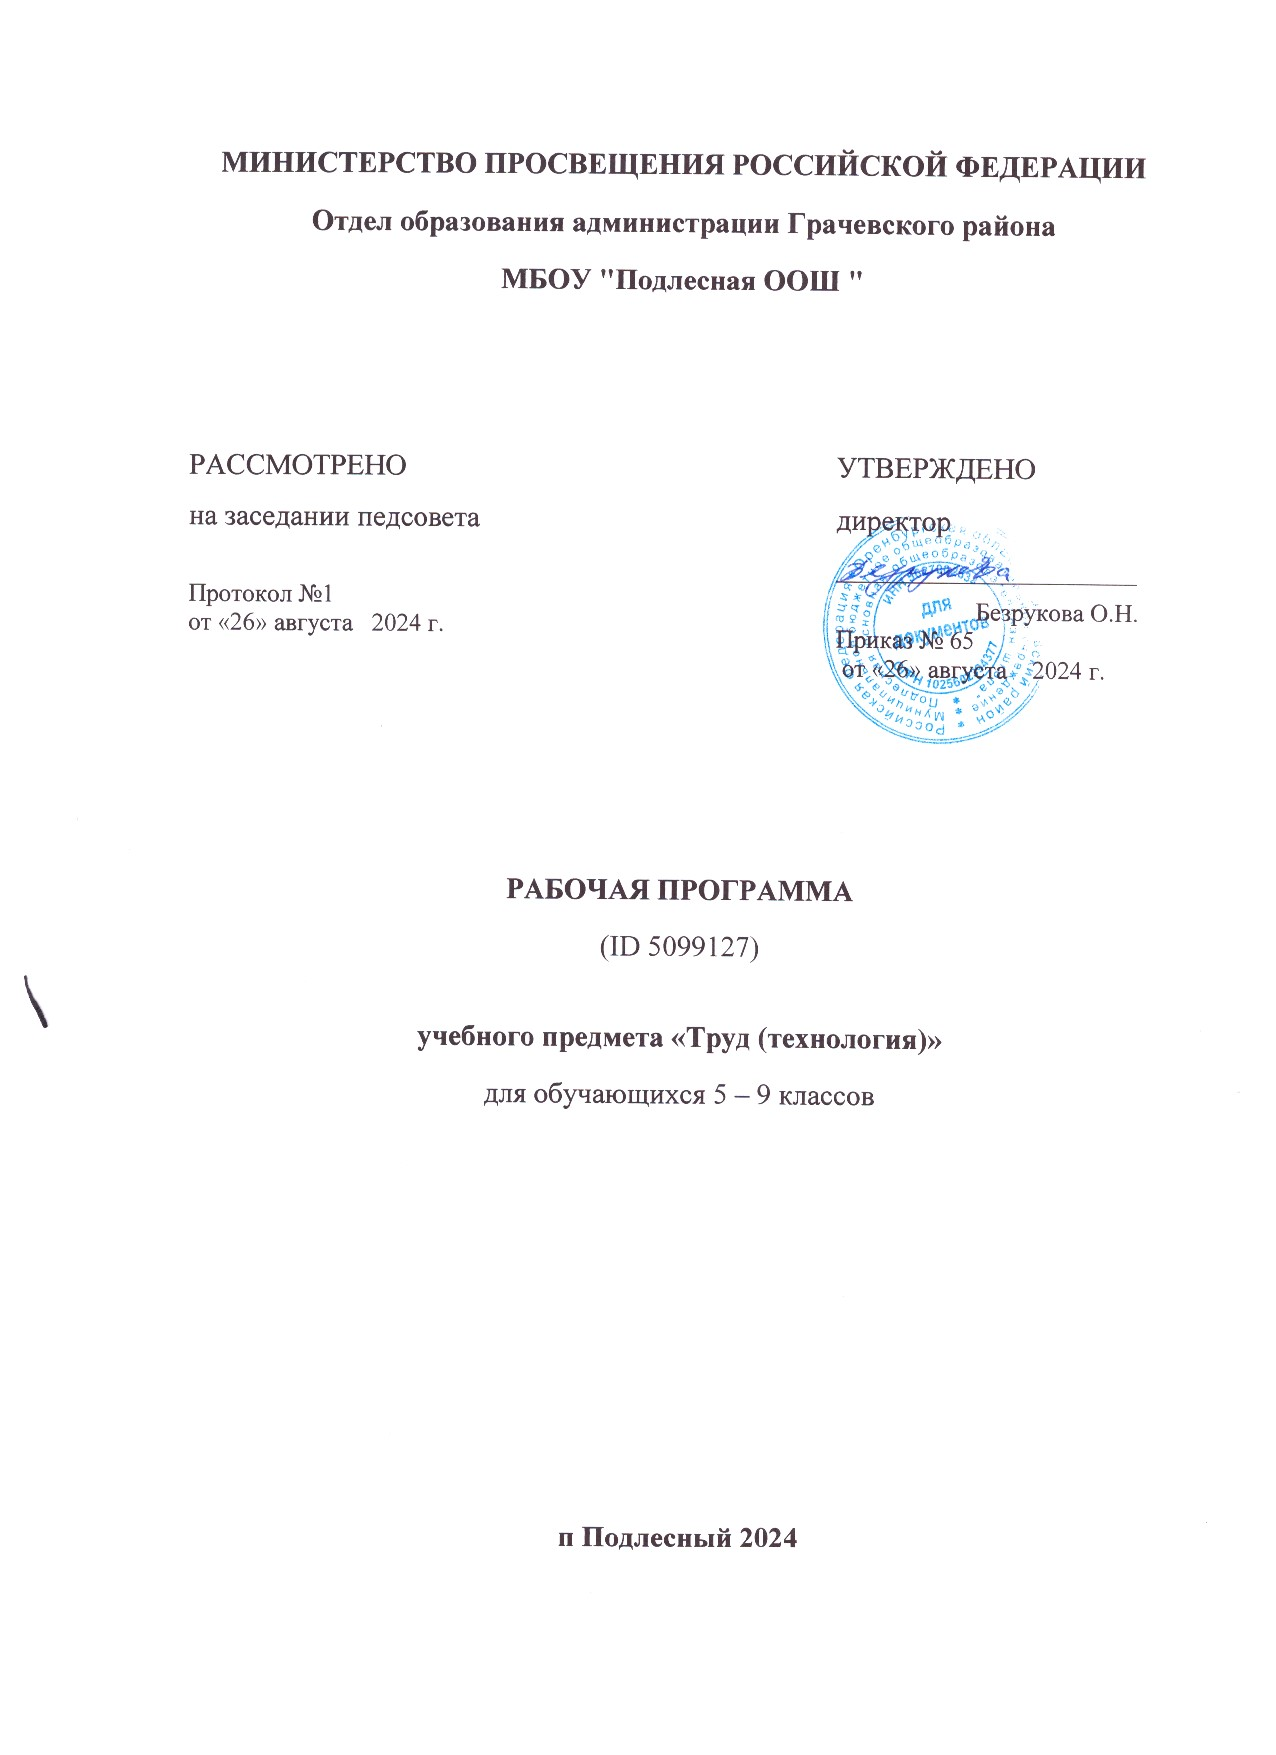 МИНИСТЕРСТВО ПРОСВЕЩЕНИЯ РОССИЙСКОЙ ФЕДЕРАЦИИ
Отдел образования администрации Грачевского района
МБОУ "Подлесная ООШ "
РАССМОТРЕНО
на заседании педсовета
Протокол №1
от «26» августа 2024 г.
УТВЕРЖДЕНО
директор
Безрукова О.Н.
Приказ № 65
от «26» августа 2024 г.
для
документов
РАБОЧАЯ ПРОГРАММА
(ID 5099127)
учебного предмета «Труд (технология)»
для обучающихся 5 – 9 классов
п Подлесный 2024